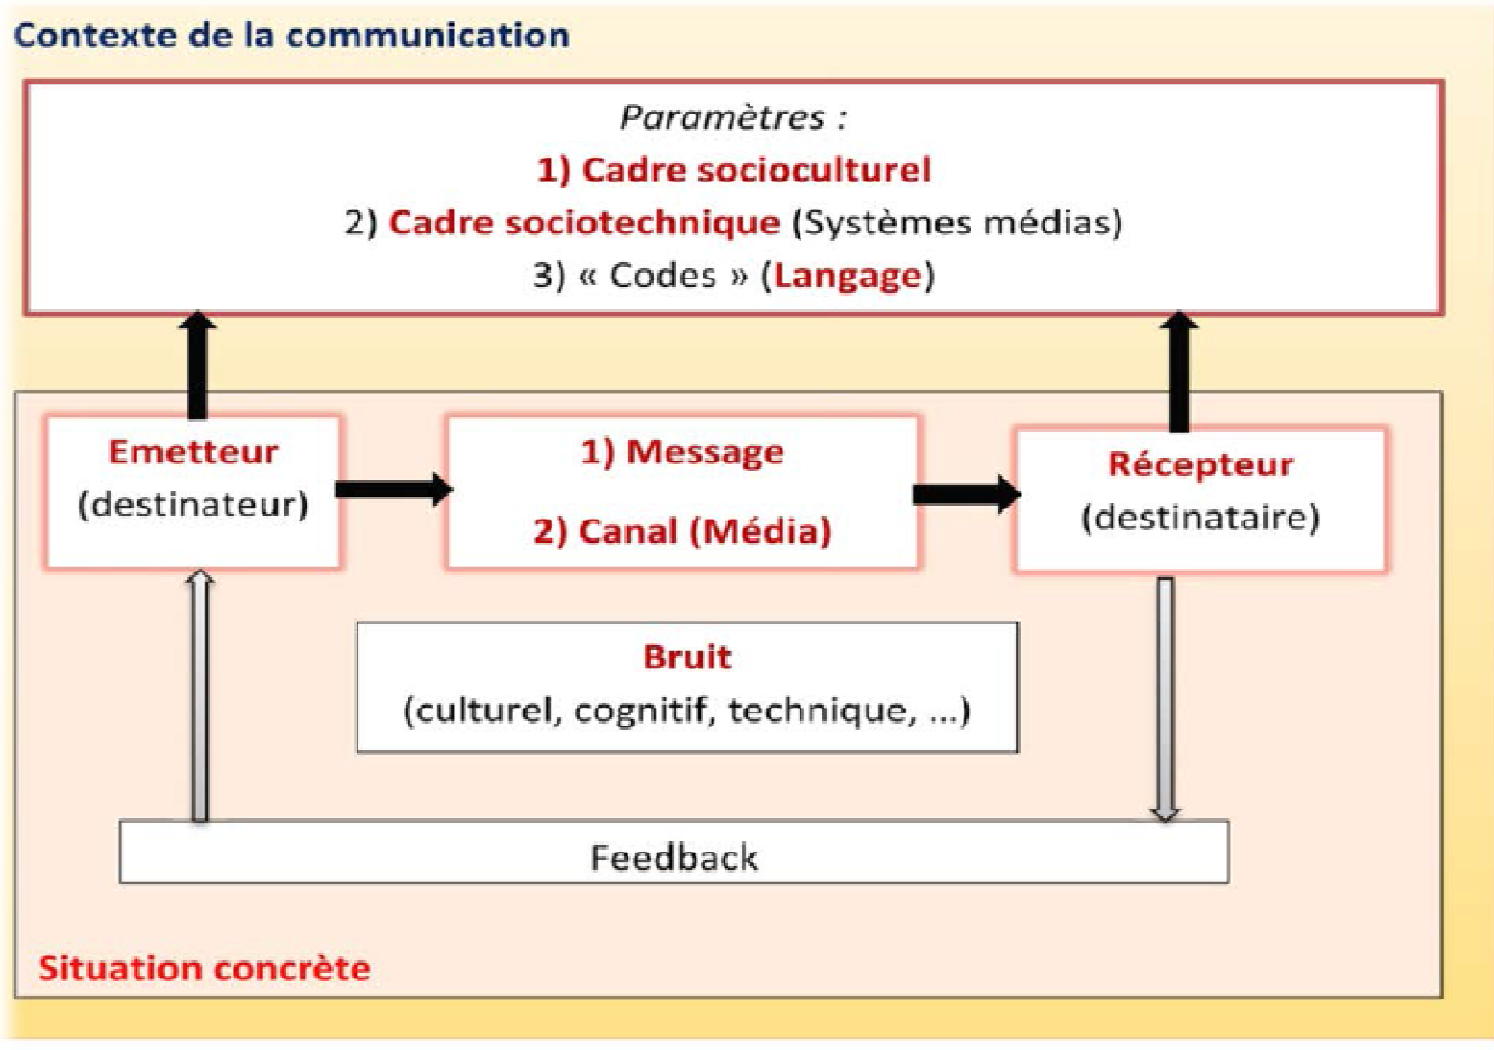 Contexte de la communication
Paramètres :
1) Cadre socioculturel
2) Cadre sociotechnique (Systèmes médias)
3) « Codes » (Langage)
Emetteur
(destinateur)
1) Message
2) Canal (Média)
Récepteur
(destinataire)
Bruit
(culturel, cognitif, technique, ...)
Feedback
Situation concrète